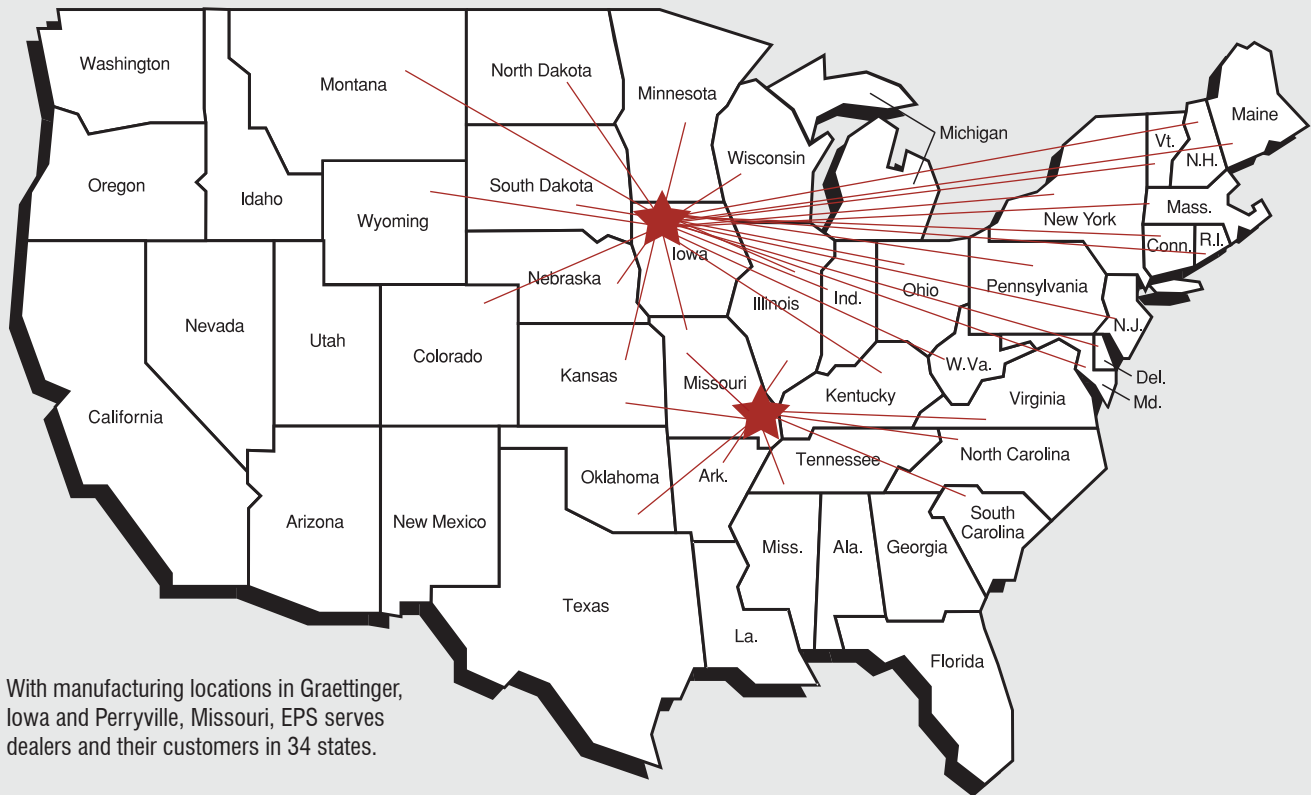 Washington
Montana
North Dakota
Minnesota
Michigan
Maine
Vt.
N.H.
Wisconsin
Oregon
Idaho
South Dakota
Wyoming
New York
Mass.
Conn.
R.I.
Iowa
Nebraska
Pennsylvania
Ohio
Ind.
Illinois
Nevada
Utah
Colorado
N.J.
W.Va.
Del.
Md.
Kansas
Missouri
Kentucky
Virginia
California
Tennessee
North Carolina
Oklahoma
Ark.
Arizona
New Mexico
South
Carolina
Miss.
Ala.
Georgia
Texas
La.
Florida
With manufacturing locations in Graettinger,
Iowa and Perryville, Missouri, EPS serves
dealers and their customers in 34 states.